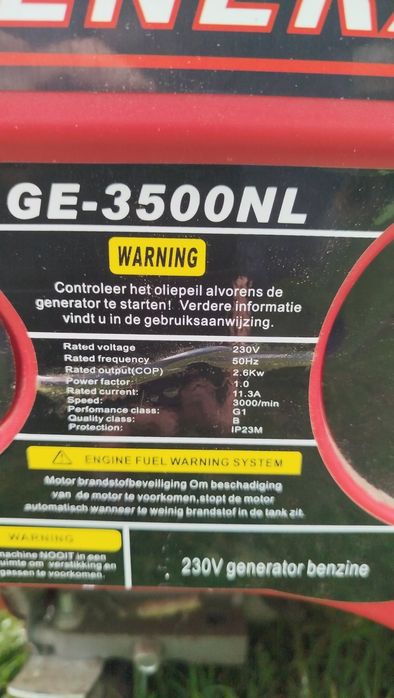 GE-3500NL
WARNING
Controleer het oliepeil alvorens de
generator te starten! Verdere informatie
vindt u in de gebruiksaanwijzing.
Rated voltage 230V
Rated frequency 50Hz
Rated output(COP) 2.6Kw
Power factor 1.0
Rated current: 11.3A
Speed: 3000/min
Perfomance class: G1
Quality class: B
Protection: IP23M
ENGINE FUEL WARNING SYSTEM
Motor brandstofbeveiliging Om beschadiging
van de motor te voorkomen,stopt de motor
automatisch wanneer te weinig brandstof in de tank zit.
WARNING
machine NOOIT in een
uimte om verstikking en
gassen te voorkomen.
230V generator benzine